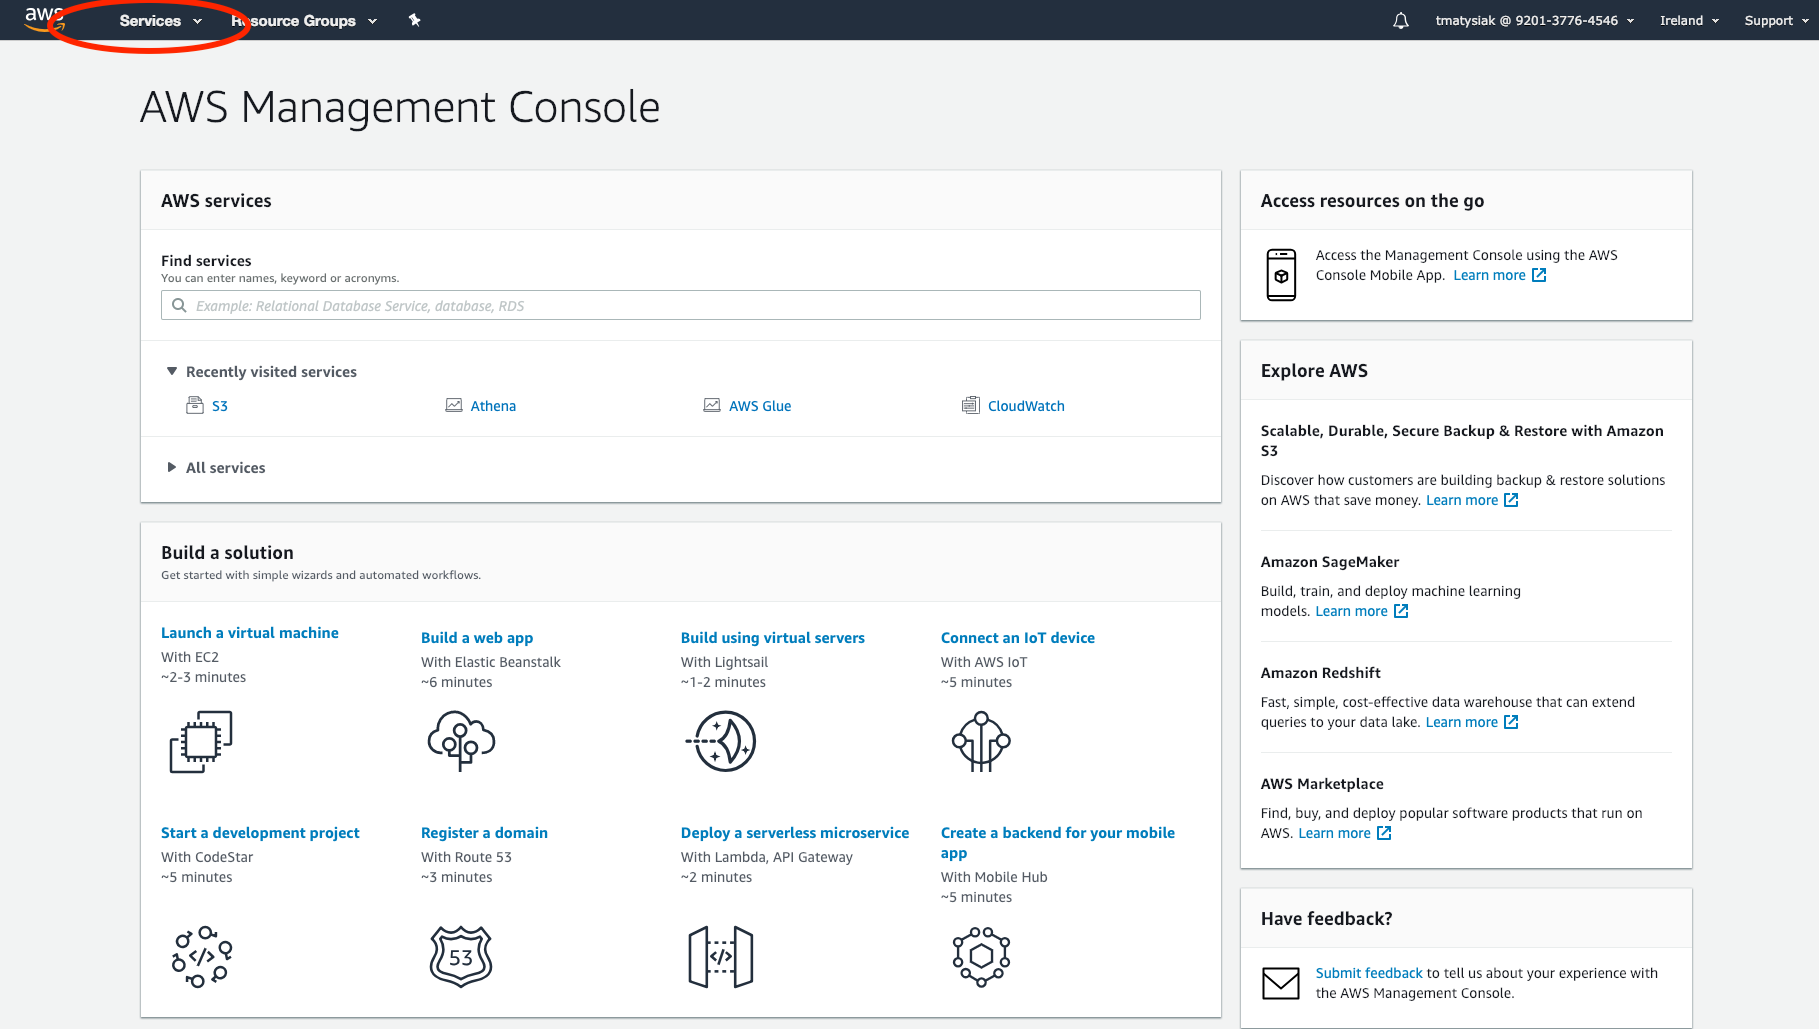 aws Services Resource Groups tmatysiak @ 9201-3776-4546 Ireland Support
AWS Management Console
AWS services
Find services
You can enter names, keyword or acronyms.
Example: Relational Database Service, database, RDS
Recently visited services
S3 Athena AWS Glue CloudWatch
All services
Build a solution
Get started with simple wizards and automated workflows.
Launch a virtual machine
With EC2
~2-3 minutes
Build a web app
With Elastic Beanstalk
~6 minutes
Build using virtual servers
With Lightsail
~1-2 minutes
Connect an IoT device
With AWS IoT
~5 minutes
Start a development project
With CodeStar
~5 minutes
Register a domain
With Route 53
~3 minutes
53
Deploy a serverless microservice
With Lambda, API Gateway
~2 minutes
Create a backend for your mobile
app
With Mobile Hub
~5 minutes
Access resources on the go
Access the Management Console using the AWS
Console Mobile App. Learn more
Explore AWS
Scalable, Durable, Secure Backup & Restore with Amazon
S3
Discover how customers are building backup & restore solutions
on AWS that save money. Learn more
Amazon SageMaker
Build, train, and deploy machine learning
models. Learn more
Amazon Redshift
Fast, simple, cost-effective data warehouse that can extend
queries to your data lake. Learn more
AWS Marketplace
Find, buy, and deploy popular software products that run on
AWS. Learn more
Have feedback?
Submit feedback to tell us about your experience with
the AWS Management Console.